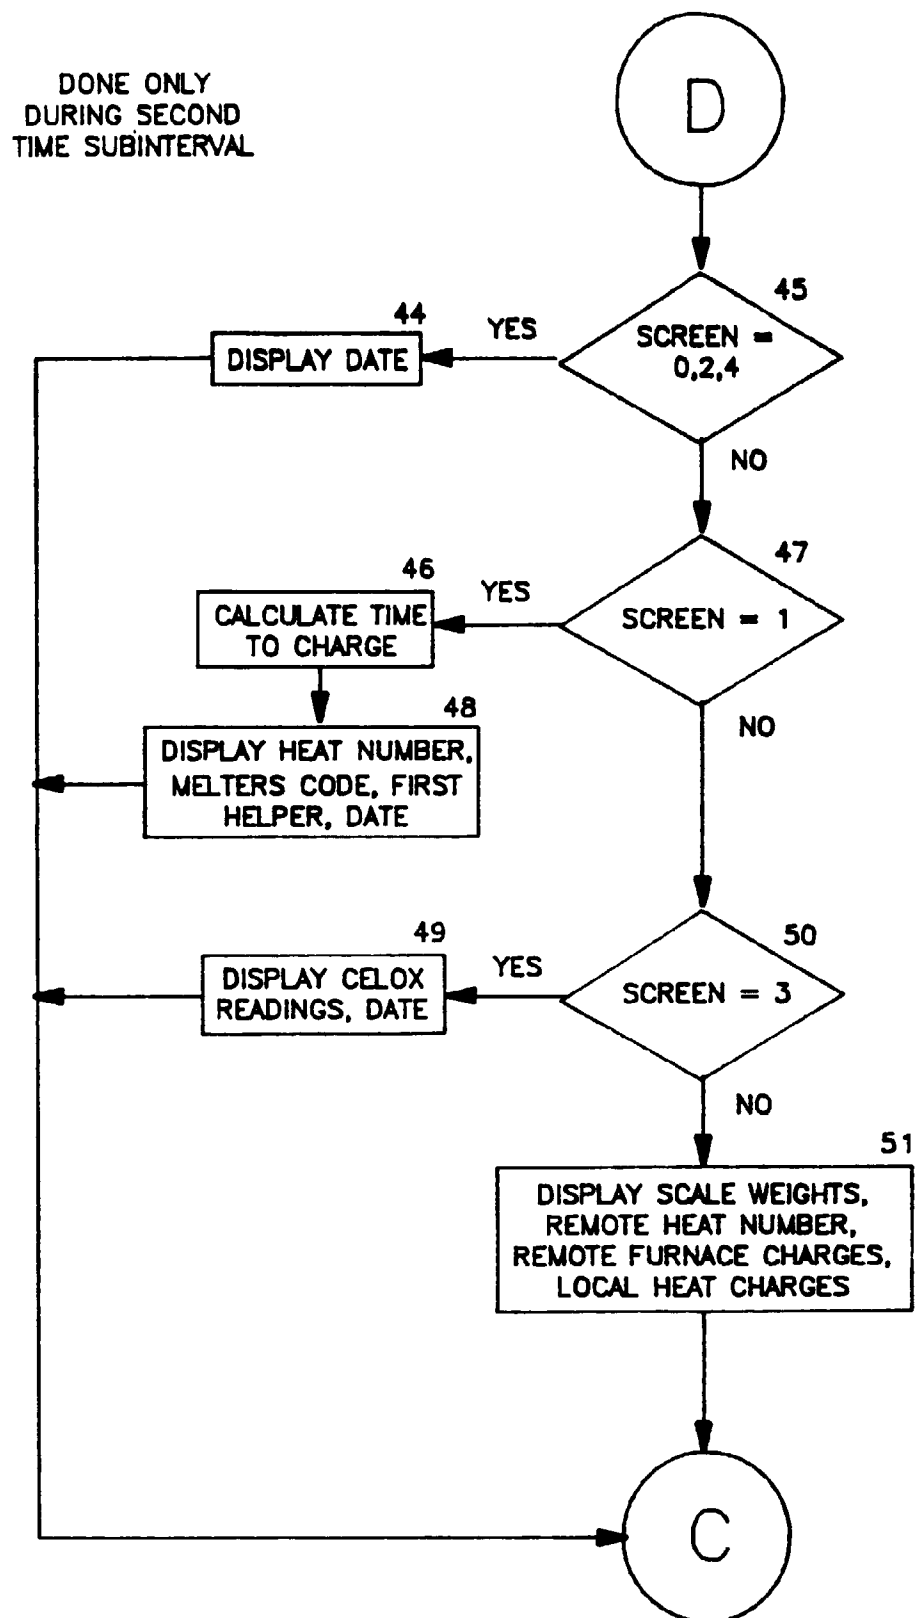 DONE ONLY
DURING SECOND
TIME SUBINTERVAL
D
45
SCREEN =
0,2,4
YES
44
DISPLAY DATE
NO
47
SCREEN = 1
YES
46
CALCULATE TIME
TO CHARGE
48
DISPLAY HEAT NUMBER,
MELTERS CODE, FIRST
HELPER, DATE
NO
50
SCREEN = 3
YES
49
DISPLAY CELOX
READINGS, DATE
NO
51
DISPLAY SCALE WEIGHTS,
REMOTE HEAT NUMBER,
REMOTE FURNACE CHARGES,
LOCAL HEAT CHARGES
C